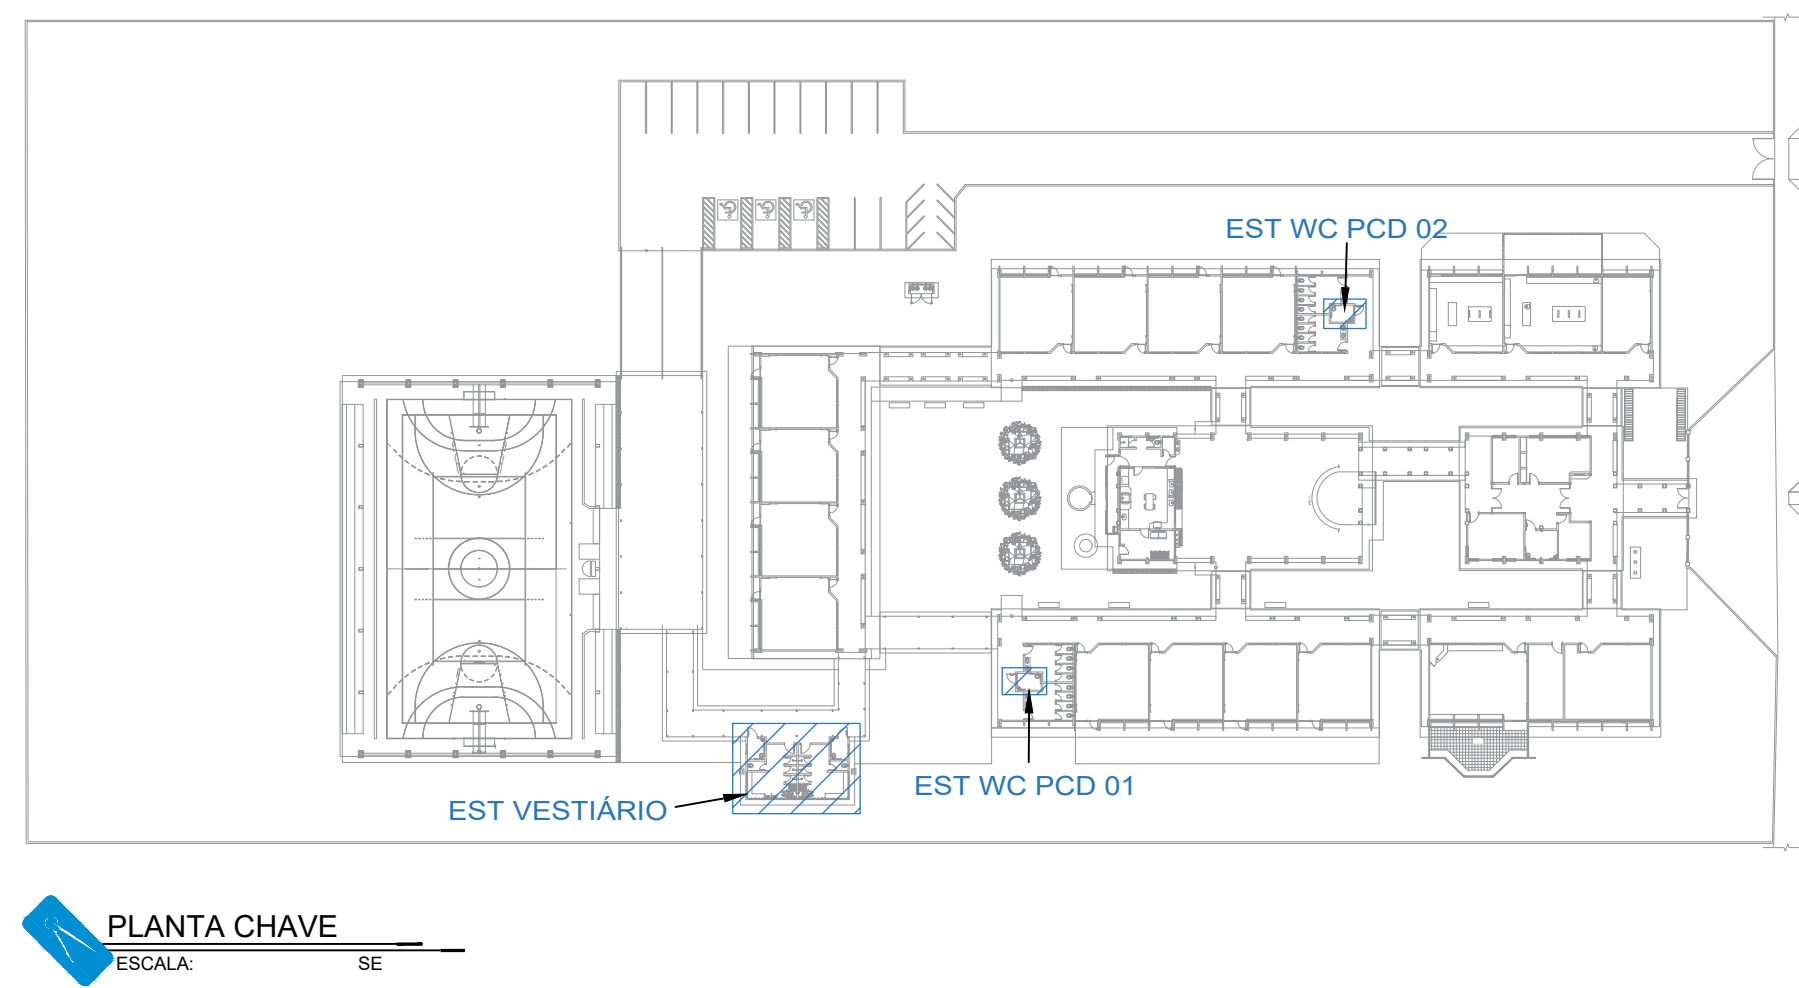 EST WC PCD 02
EST WC PCD 01
EST VESTIÁRIO
PLANTA CHAVE
ESCALA: SE